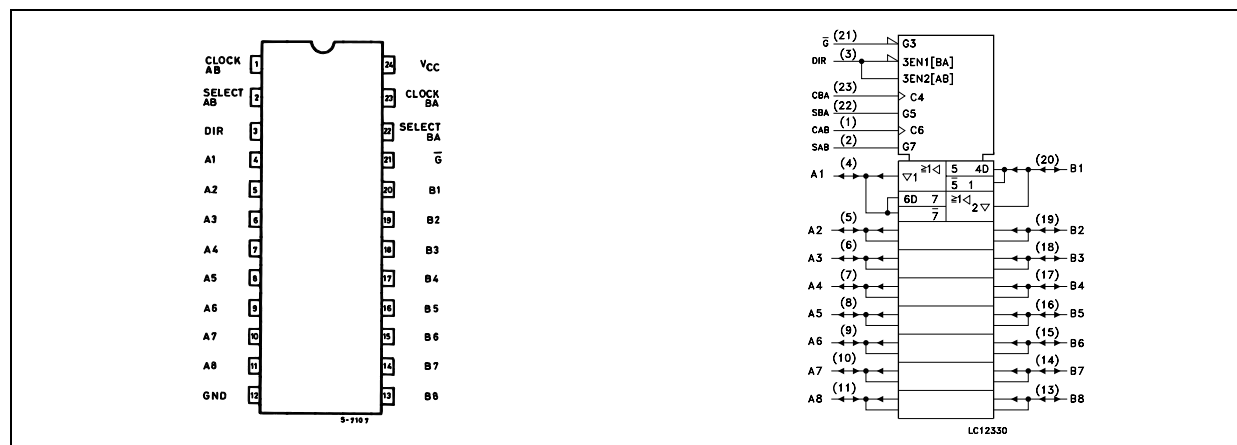 CLOCK AB 1
24 VCC
SELECT AB 2
23 CLOCK BA
DIR 3
22 SELECT BA
A1 4
21 G̅
A2 5
20 B1
A3 6
19 B2
A4 7
18 B3
A5 8
17 B4
A6 9
16 B5
A7 10
15 B6
A8 11
14 B7
GND 12
13 B8
S-7107
G̅ (21) G3
DIR (3) 3EN1[BA]
3EN2[AB]
CBA (23) C4
SBA (22) G5
CAB (1) C6
SAB (2) G7
A1 (4) ▽1 ≥1◁ 5 4D (20) B1
5̅ 1
6D 7 ≥1◁ 2▽
7̅
A2 (5) (19) B2
A3 (6) (18) B3
A4 (7) (17) B4
A5 (8) (16) B5
A6 (9) (15) B6
A7 (10) (14) B7
A8 (11) (13) B8
LC12330